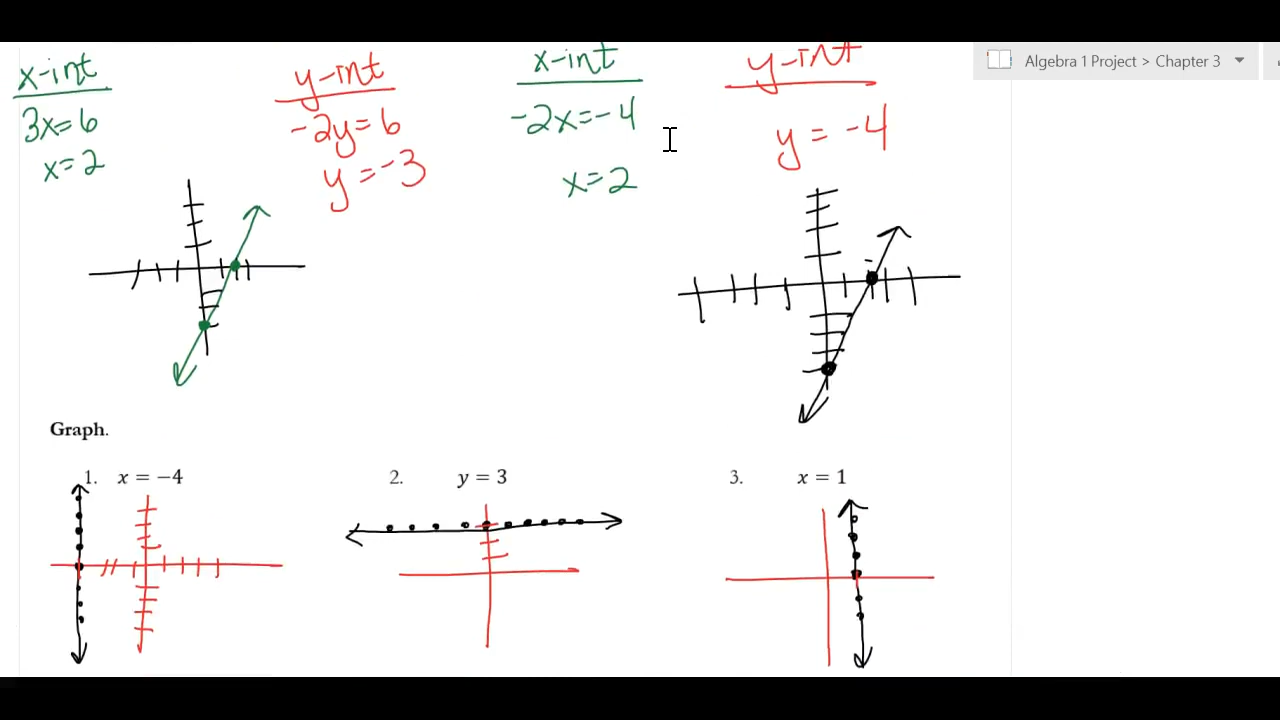 Algebra 1 Project > Chapter 3
x-int
3x=6
x=2
y-int
-2y=6
y=-3
x-int
-2x=-4
x=2
y-int
y=-4
Graph.
1. x = −4
2. y = 3
3. x = 1